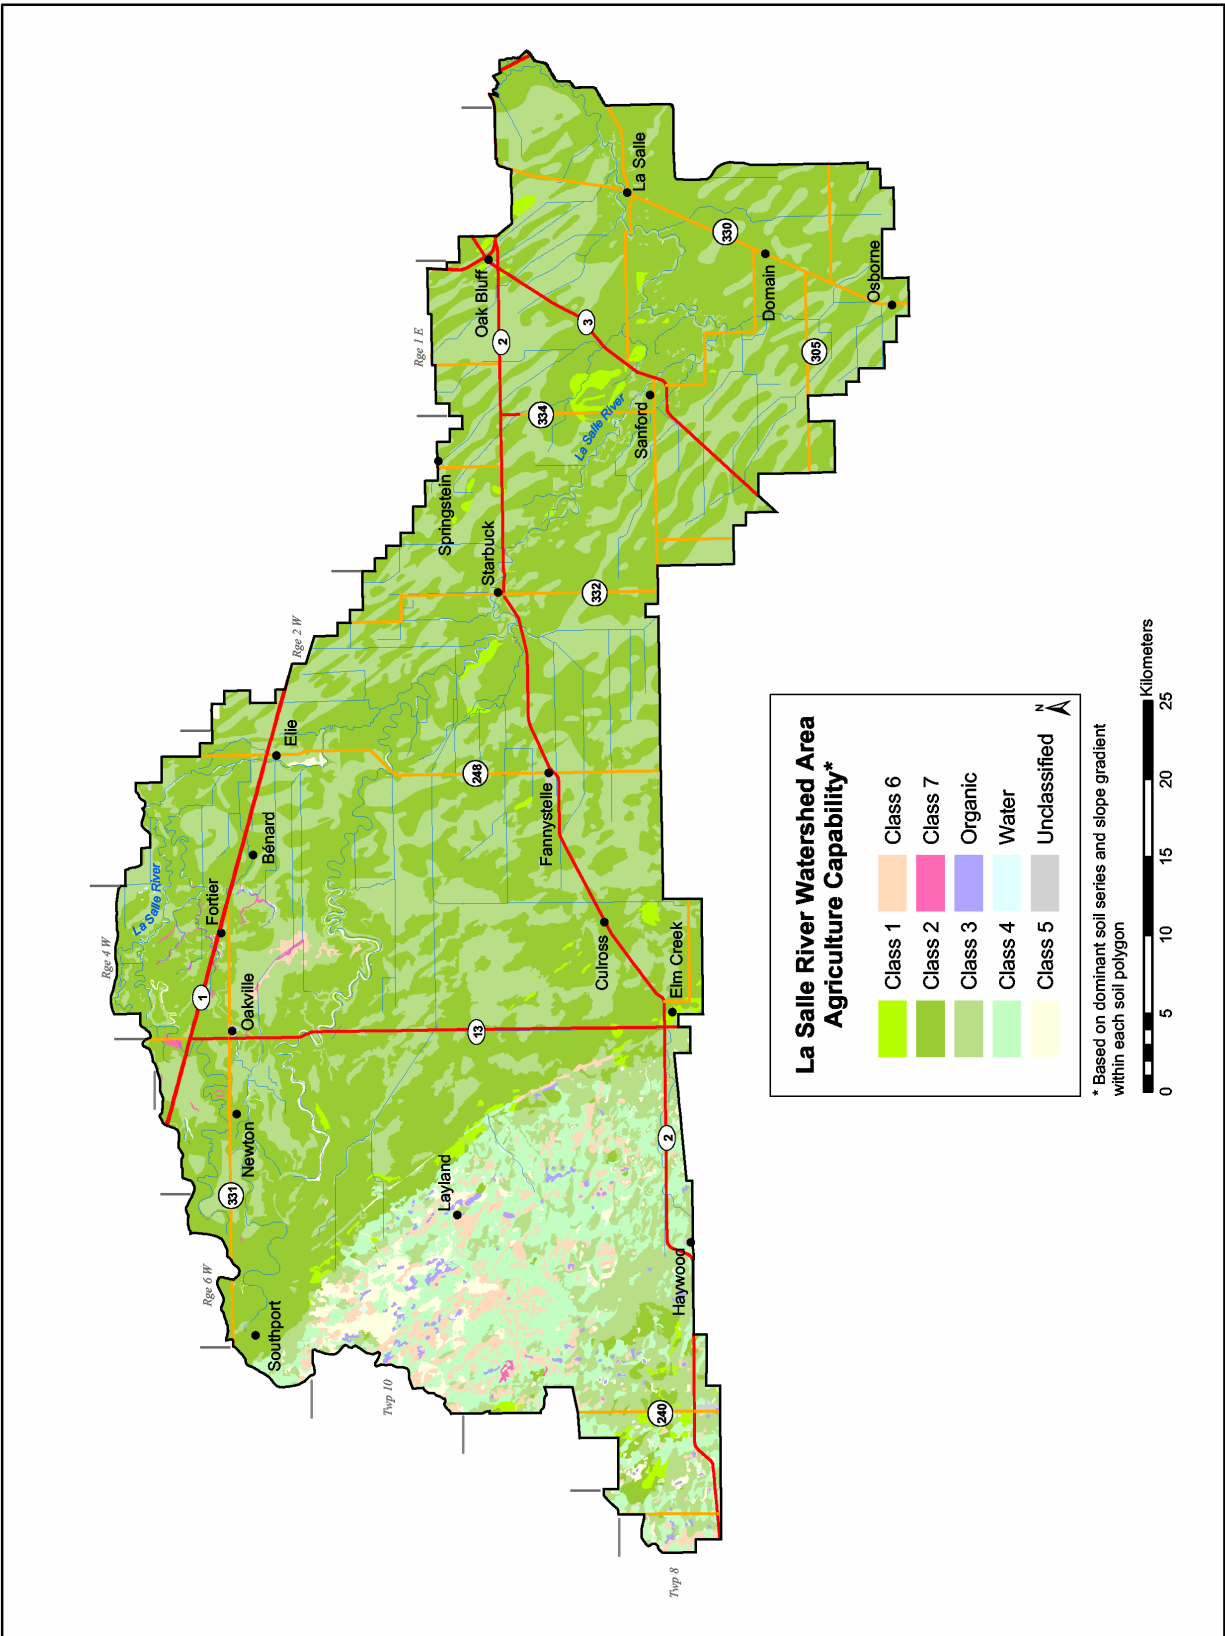 Rge 1 E
Rge 2 W
Rge 4 W
Rge 6 W
Twp 10
Twp 8
La Salle River
La Salle River
Southport
Newton
Oakville
Fortier
Bénard
Elie
Springstein
Oak Bluff
La Salle
Starbuck
Sanford
Domain
Osborne
Fannystelle
Culross
Elm Creek
Layland
Haywood
1
331
13
248
2
334
3
330
305
332
2
240
La Salle River Watershed Area
Agriculture Capability*
Class 1
Class 2
Class 3
Class 4
Class 5
Class 6
Class 7
Organic
Water
Unclassified
N
* Based on dominant soil series and slope gradient
within each soil polygon
0 5 10 15 20 25
Kilometers